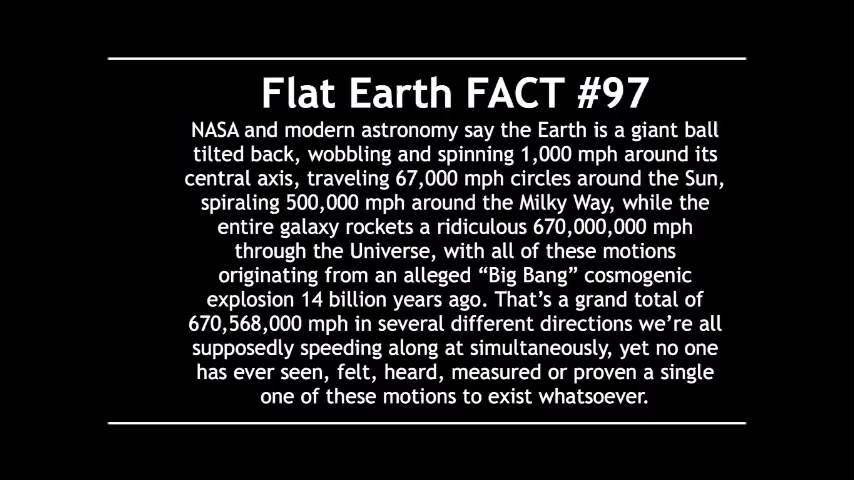 Flat Earth FACT #97
NASA and modern astronomy say the Earth is a giant ball
tilted back, wobbling and spinning 1,000 mph around its
central axis, traveling 67,000 mph circles around the Sun,
spiraling 500,000 mph around the Milky Way, while the
entire galaxy rockets a ridiculous 670,000,000 mph
through the Universe, with all of these motions
originating from an alleged “Big Bang” cosmogenic
explosion 14 billion years ago. That’s a grand total of
670,568,000 mph in several different directions we’re all
supposedly speeding along at simultaneously, yet no one
has ever seen, felt, heard, measured or proven a single
one of these motions to exist whatsoever.